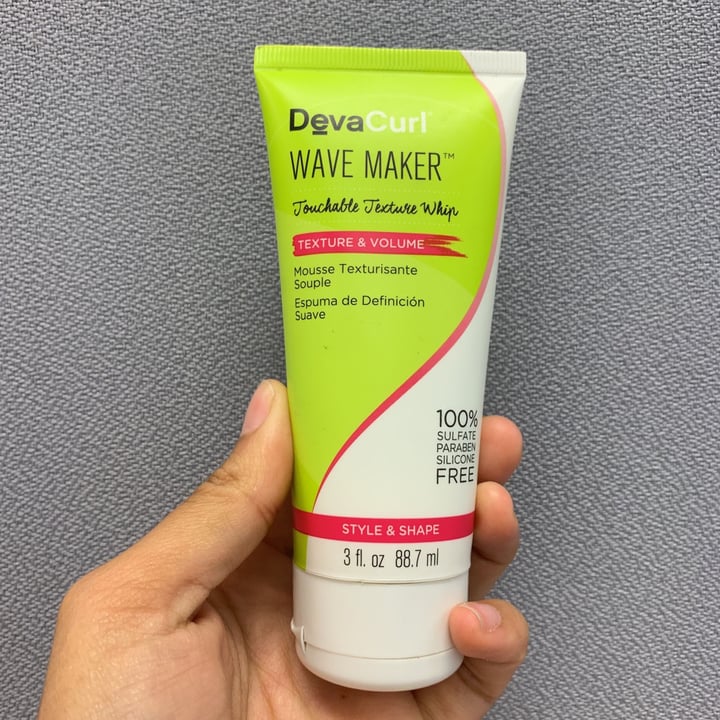 DevaCurl
WAVE MAKER™
Touchable Texture Whip
TEXTURE & VOLUME
Mousse Texturisante
Souple
Espuma de Definición
Suave
100%
SULFATE
PARABEN
SILICONE
FREE
STYLE & SHAPE
3 fl. oz 88.7 ml